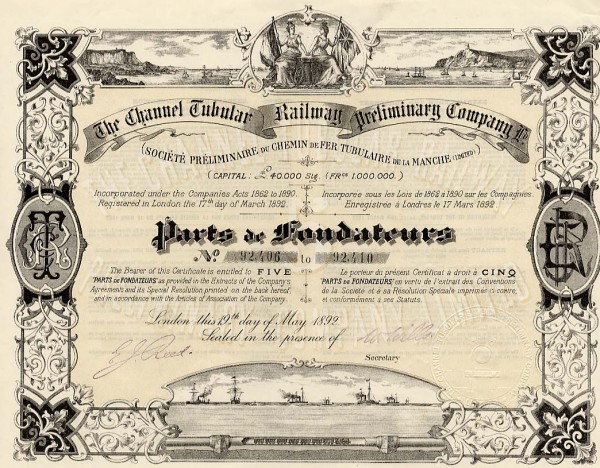 The Channel Tubular Railway Preliminary Company Ld.
(SOCIÉTÉ PRÉLIMINAIRE DU CHEMIN DE FER TUBULAIRE DE LA MANCHE (LIMITED)
(CAPITAL: £40.000 Stg. (FRCS 1.000.000.)
Incorporated under the Companies Acts 1862 to 1890.
Registered in London the 17th day of March 1892.
Incorporée sous les Lois de 1862 à 1890 sur les Compagnies.
Enregistrée à Londres le 17 Mars 1892.
Parts de Fondateurs
No. 92,406 to 92,410
The Bearer of this Certificate is entitled to FIVE
"PARTS DE FONDATEURS" as provided in the Extracts of the Company's
Agreements and its Special Resolution printed on the back hereof
and in accordance with the Articles of Association of the Company.
Le porteur du présent Certificat a droit à CINQ
"PARTS DE FONDATEURS" en vertu de l'extrait des Conventions
de la Société et à sa Résolution Spéciale imprimés ci-contre,
et conformément à ses Statuts.
London this 19th day of May 1892.
Sealed in the presence of
E. J. Reed
Secretary